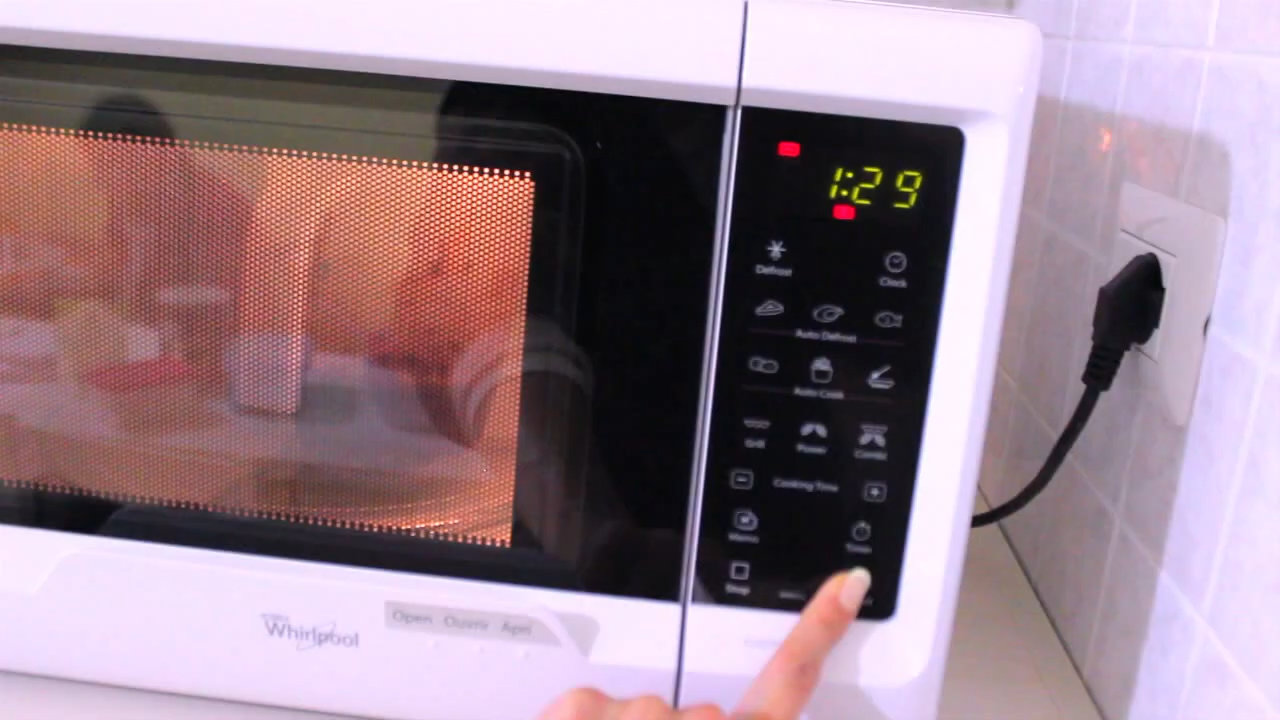 1:29
Defrost
Clock
Auto Defrost
Auto Cook
Grill Power Combi
Cooking Time
Memo
Timer
Stop
Whirlpool
Open Ouvrir Apri